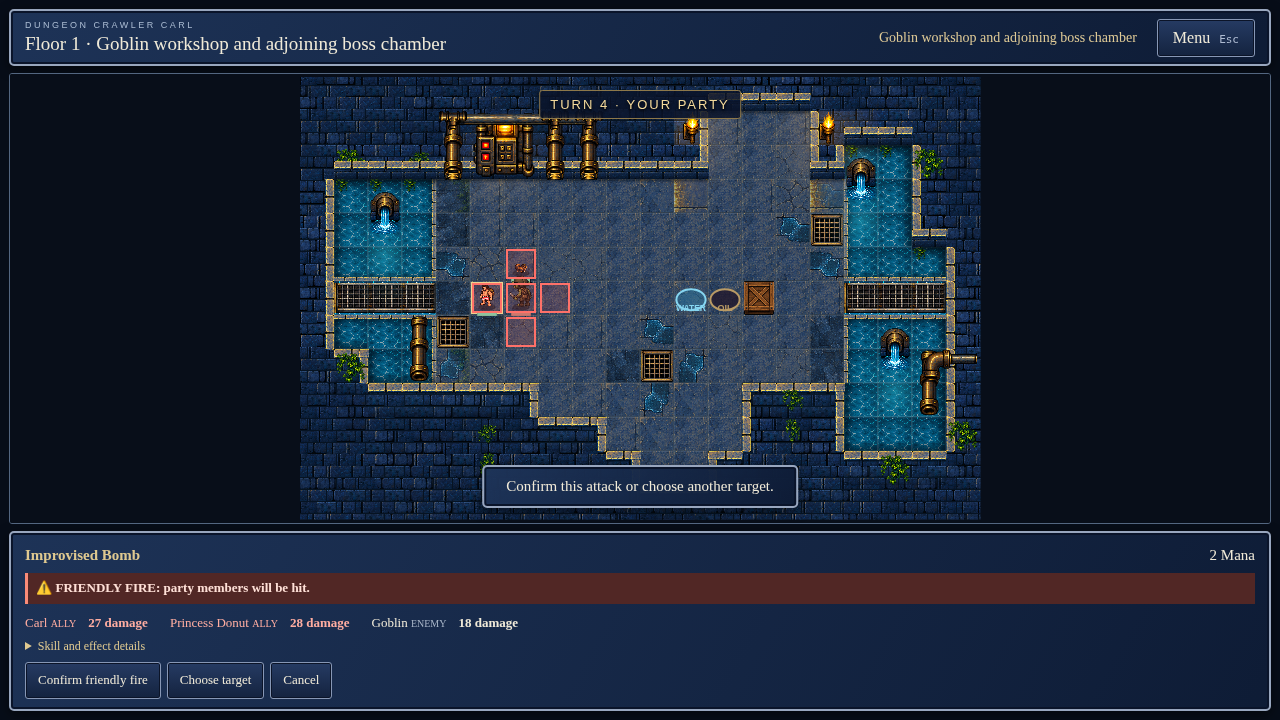 DUNGEON CRAWLER CARL
Floor 1 · Goblin workshop and adjoining boss chamber
Goblin workshop and adjoining boss chamber
Menu Esc
TURN 4 · YOUR PARTY
WATER
OIL
Confirm this attack or choose another target.
Improvised Bomb
2 Mana
⚠️ FRIENDLY FIRE: party members will be hit.
Carl ALLY 27 damage Princess Donut ALLY 28 damage Goblin ENEMY 18 damage
▶ Skill and effect details
Confirm friendly fire
Choose target
Cancel